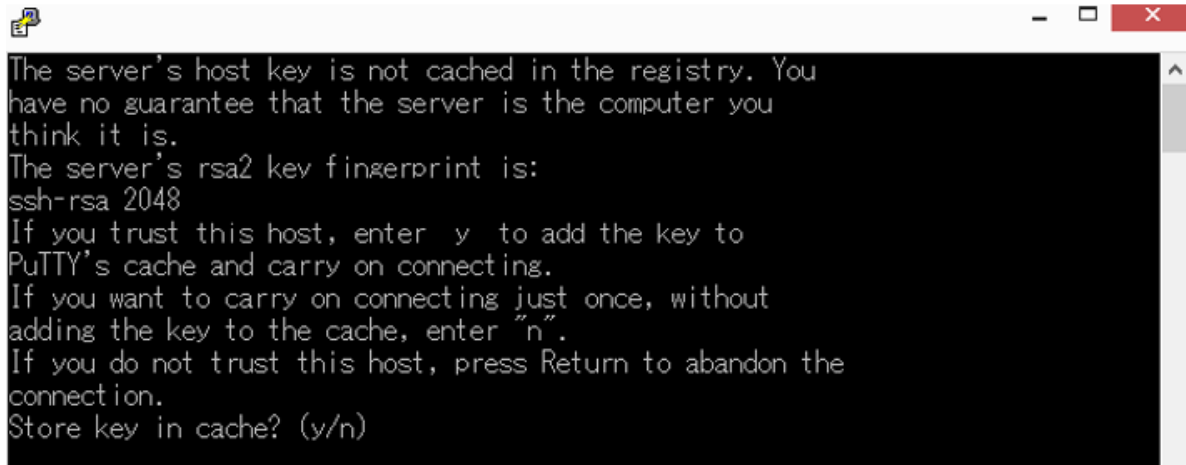 The server's host key is not cached in the registry. You
have no guarantee that the server is the computer you
think it is.
The server's rsa2 key fingerprint is:
ssh-rsa 2048
If you trust this host, enter y to add the key to
PuTTY's cache and carry on connecting.
If you want to carry on connecting just once, without
adding the key to the cache, enter "n".
If you do not trust this host, press Return to abandon the
connection.
Store key in cache? (y/n)